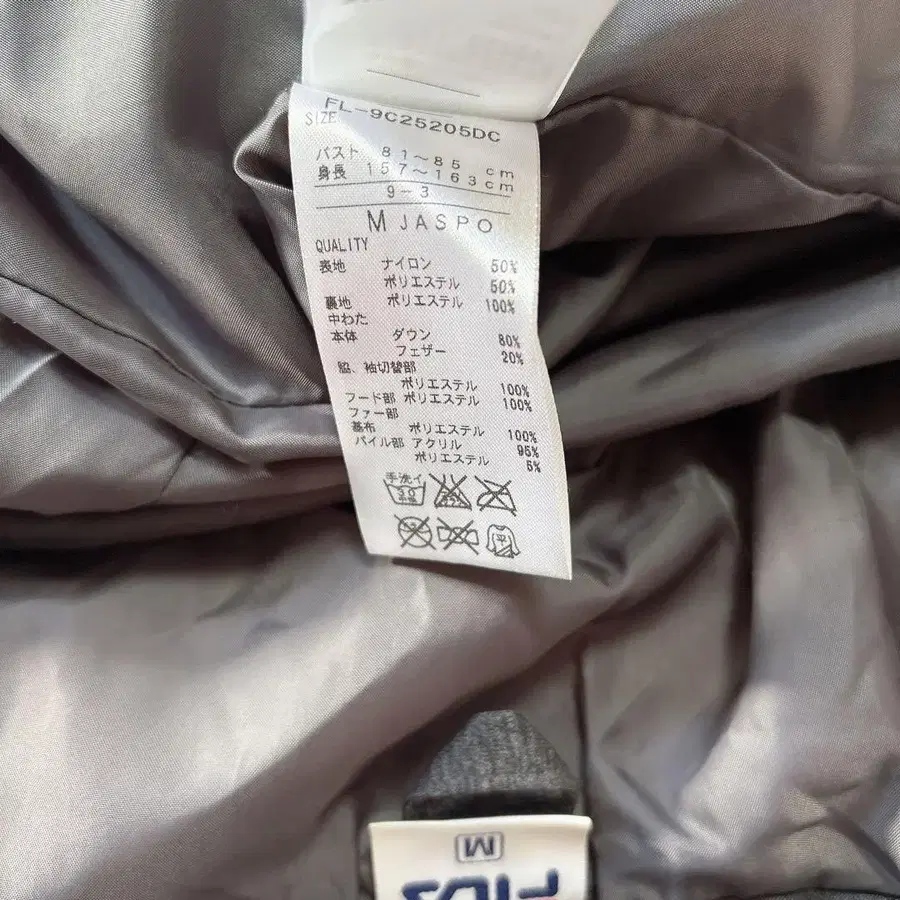 FL-9C25205DC
SIZE
バスト 81〜85 cm
身長 157〜163cm
9-3
M JASPO
QUALITY
表地 ナイロン 50%
ポリエステル 50%
裏地 ポリエステル 100%
中わた
本体 ダウン 80%
フェザー 20%
脇、袖切替部
ポリエステル 100%
フード部 ポリエステル 100%
ファー部
基布 ポリエステル 100%
パイル部 アクリル 95%
ポリエステル 5%
手洗イ
30
平
M
FILA